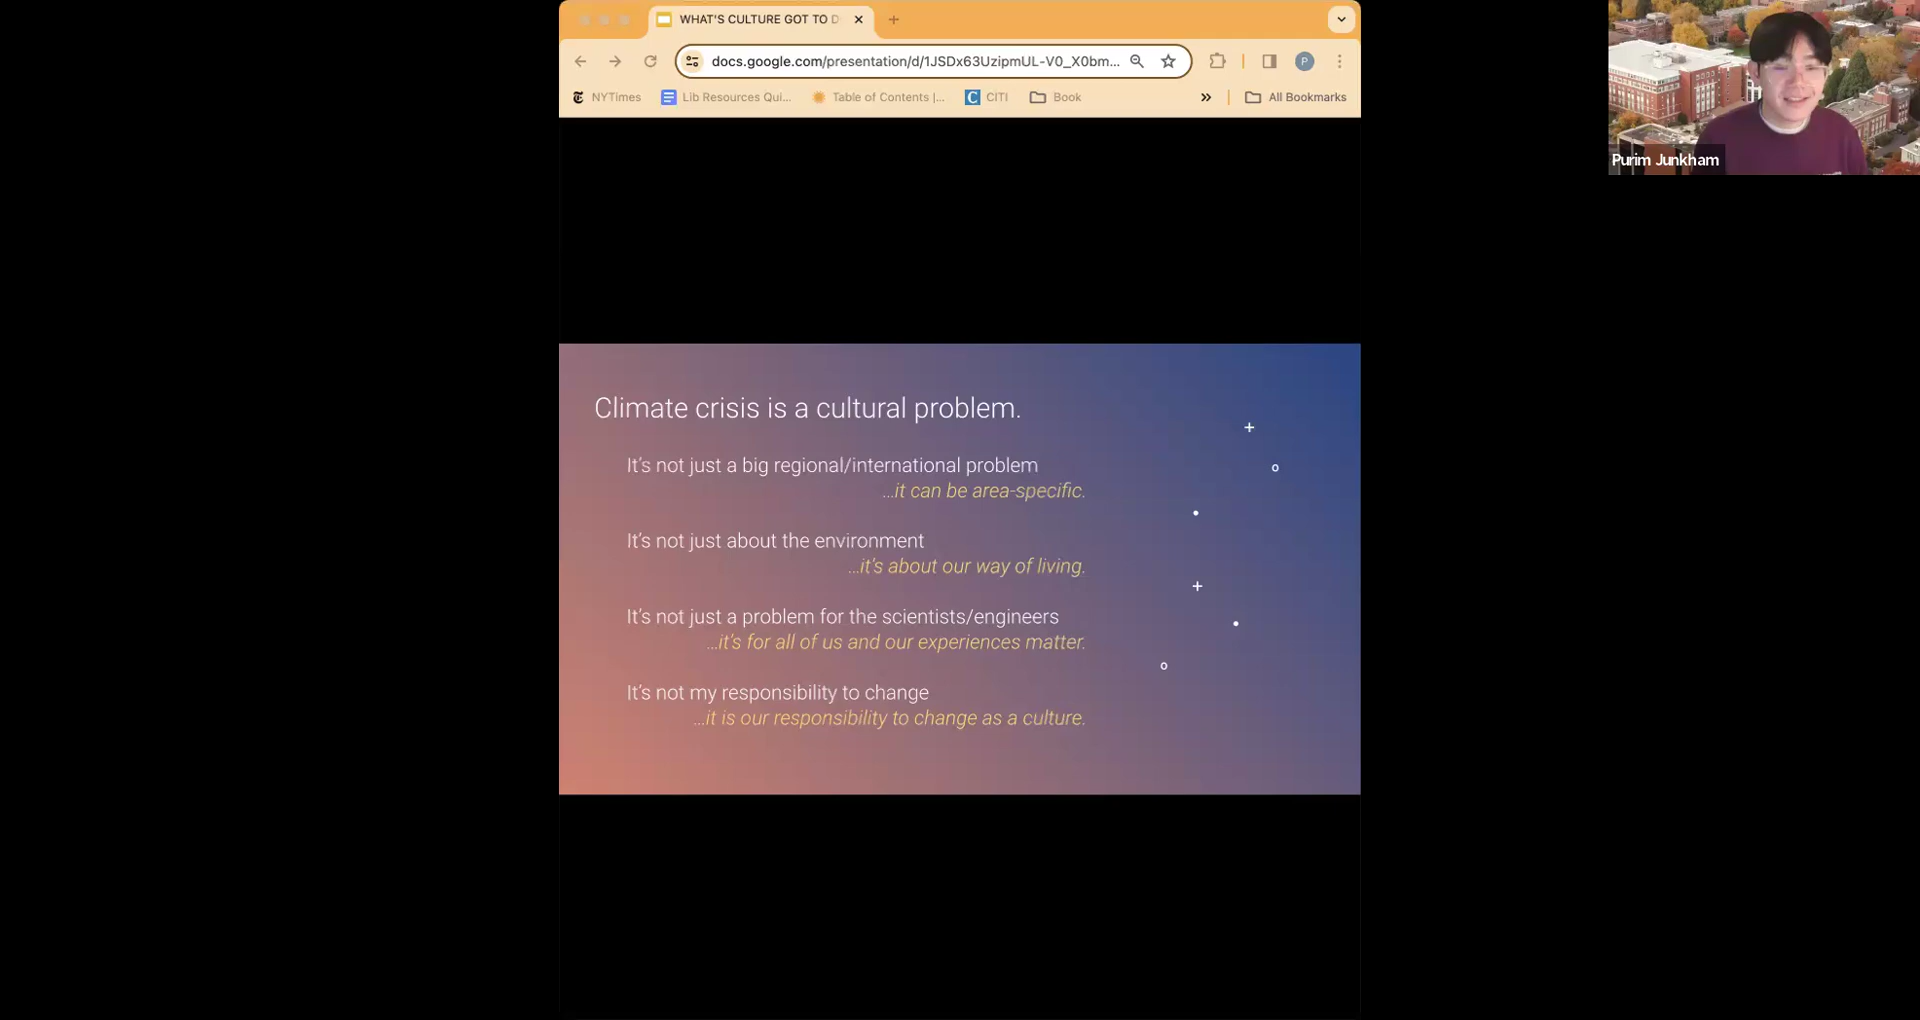 WHAT'S CULTURE GOT TO D
docs.google.com/presentation/d/1JSDx63UzipmUL-V0_X0bm...
P
NYTimes
Lib Resources Qui...
Table of Contents |...
C CITI
Book
All Bookmarks
Purim Junkham
Climate crisis is a cultural problem.
It's not just a big regional/international problem
...it can be area-specific.
It's not just about the environment
...it's about our way of living.
It's not just a problem for the scientists/engineers
...it's for all of us and our experiences matter.
It's not my responsibility to change
...it is our responsibility to change as a culture.